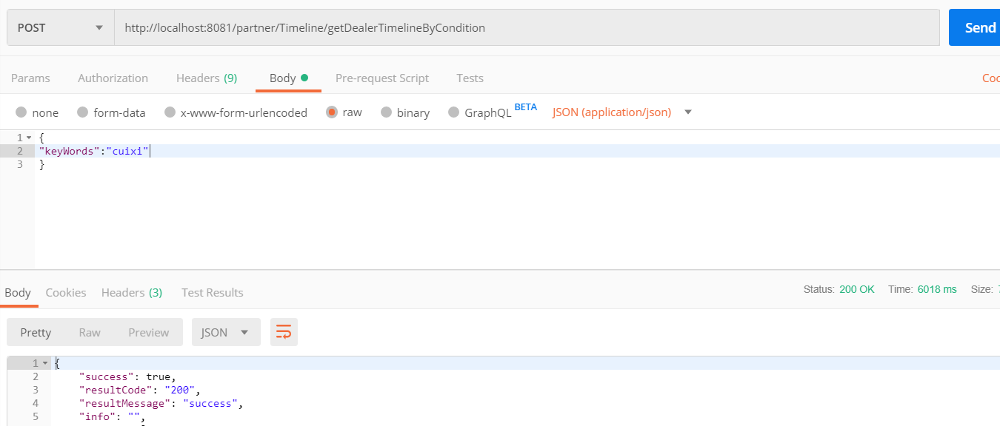 POST http://localhost:8081/partner/Timeline/getDealerTimelineByCondition Send
Params Authorization Headers (9) Body Pre-request Script Tests
none form-data x-www-form-urlencoded raw binary GraphQL BETA JSON (application/json)
1 {
2 "keyWords":"cuixi"
3 }
Body Cookies Headers (3) Test Results Status: 200 OK Time: 6018 ms Size:
Pretty Raw Preview JSON
1 {
2 "success": true,
3 "resultCode": "200",
4 "resultMessage": "success",
5 "info": "",